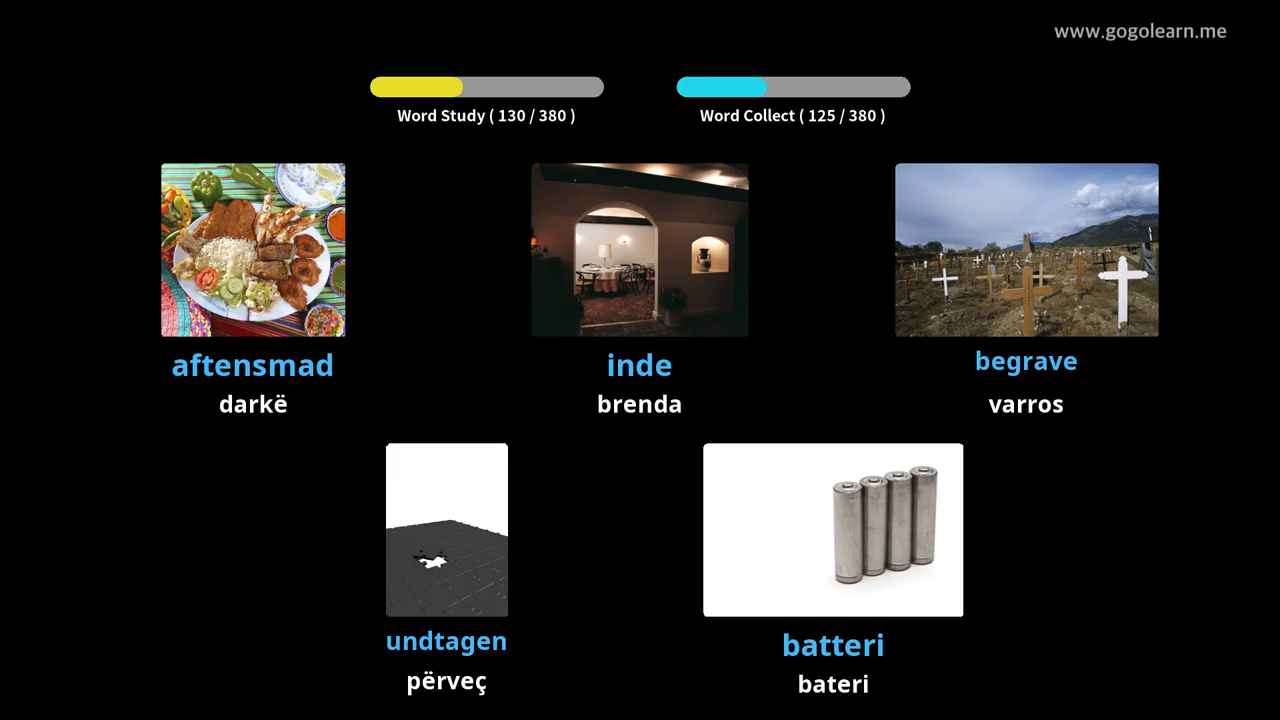 www.gogolearn.me
Word Study ( 130 / 380 )
Word Collect ( 125 / 380 )
aftensmad
darkë
inde
brenda
begrave
varros
undtagen
përveç
batteri
bateri